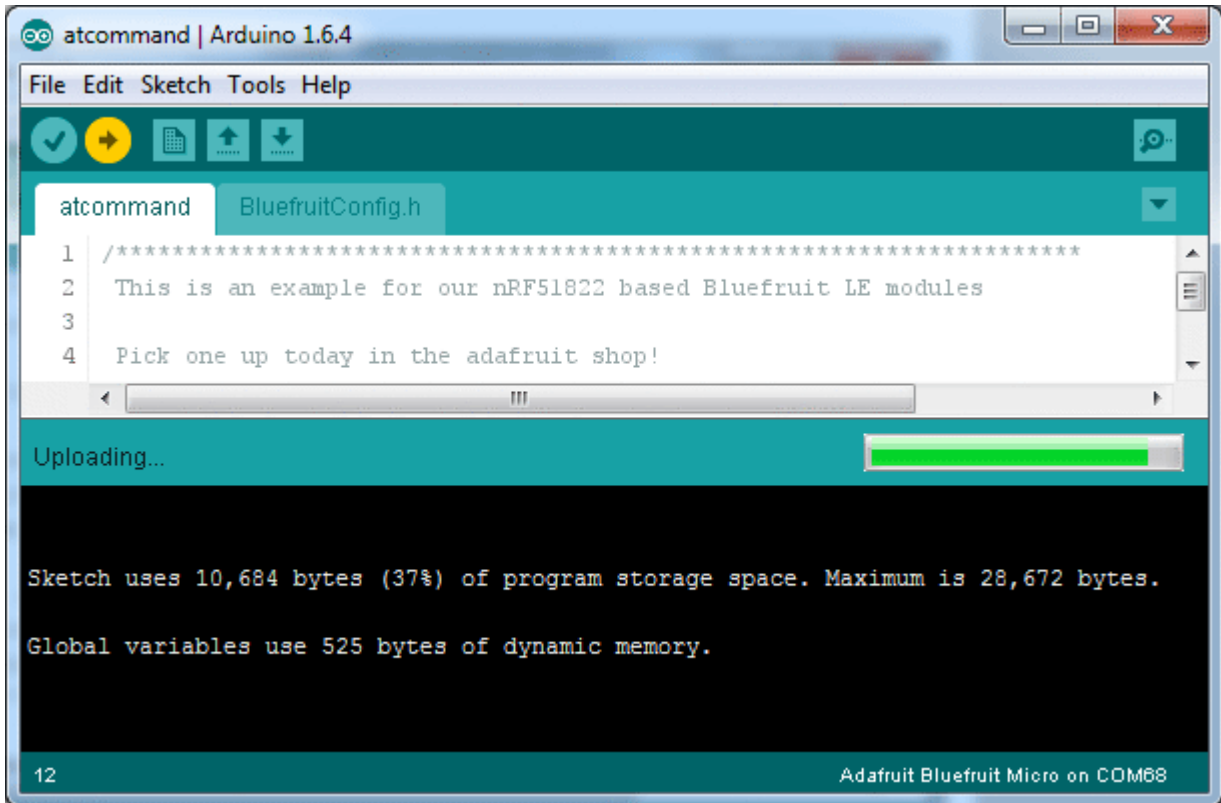 atcommand | Arduino 1.6.4
File Edit Sketch Tools Help
atcommand BluefruitConfig.h
1 /*********************************************************************
2 This is an example for our nRF51822 based Bluefruit LE modules
3
4 Pick one up today in the adafruit shop!
Uploading...
Sketch uses 10,684 bytes (37%) of program storage space. Maximum is 28,672 bytes.
Global variables use 525 bytes of dynamic memory.
12 Adafruit Bluefruit Micro on COM68